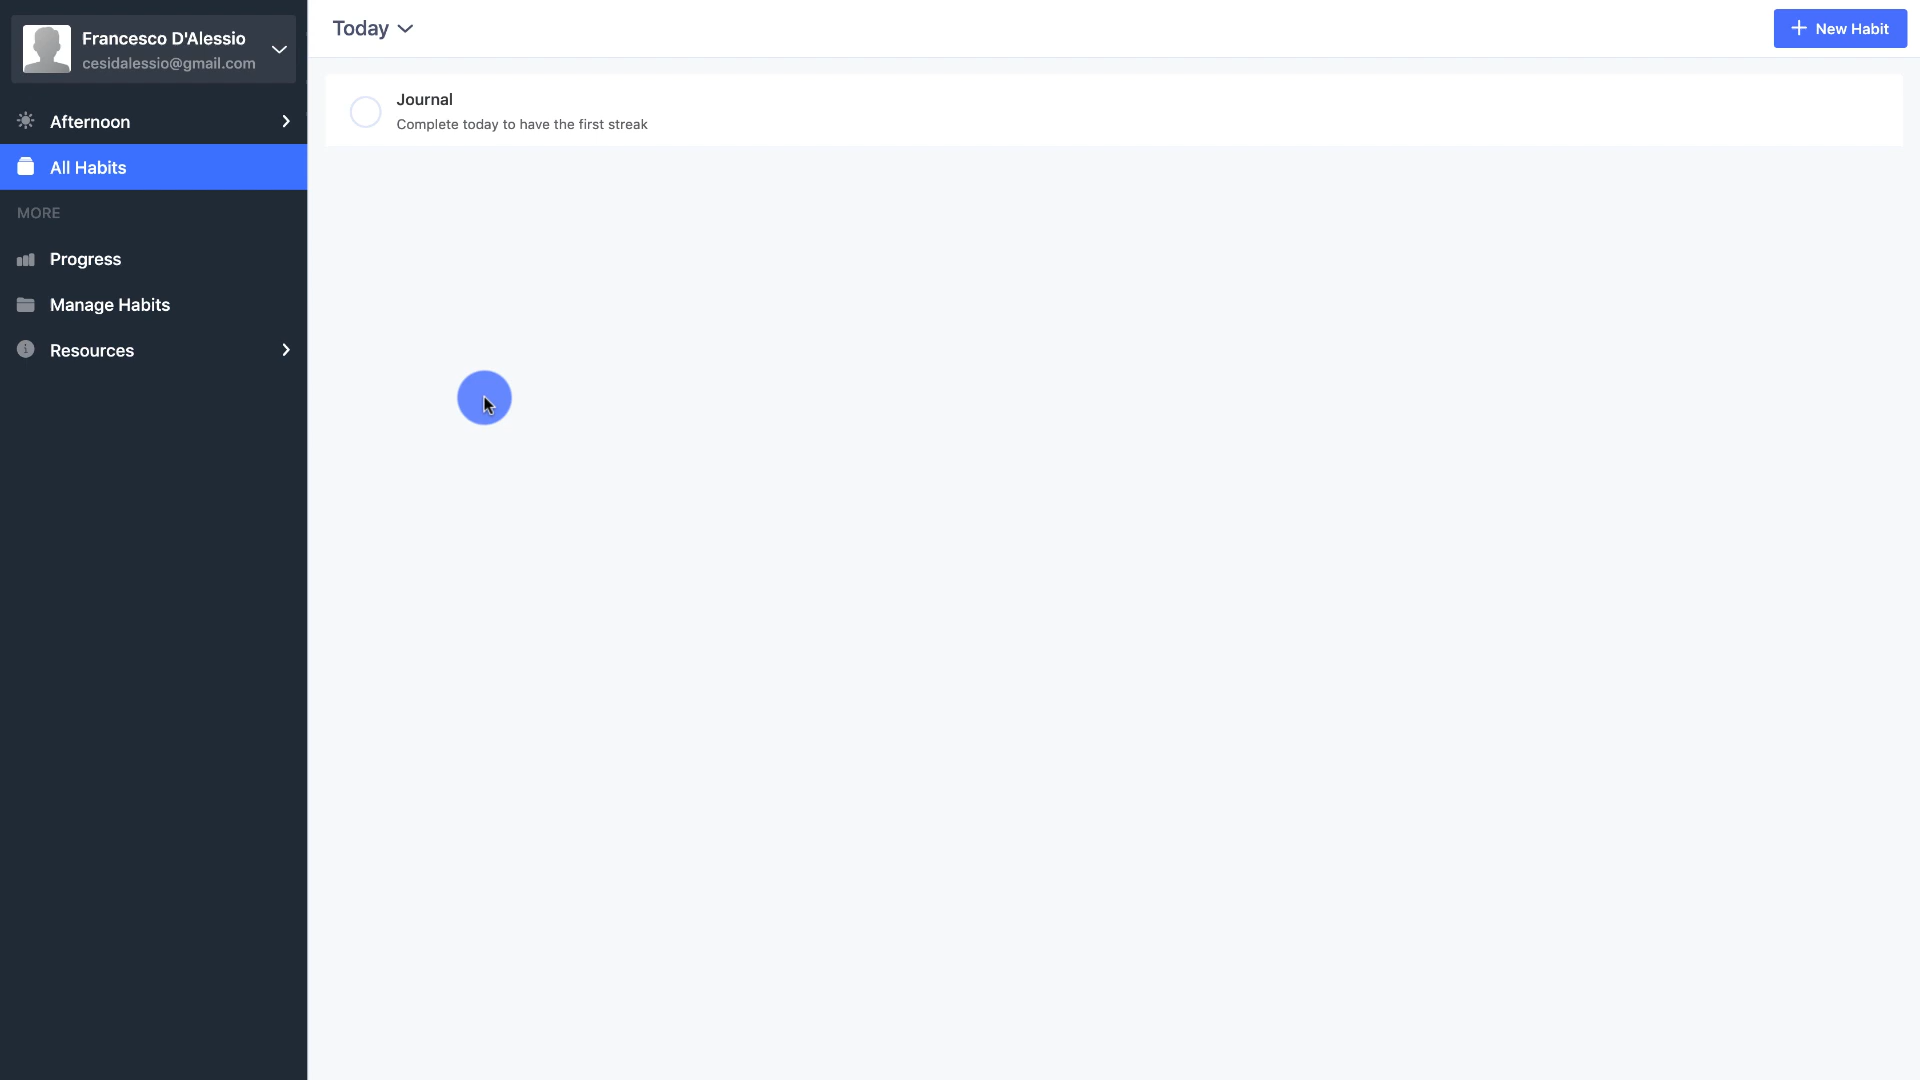 Francesco D'Alessio
cesidalessio@gmail.com
Afternoon
All Habits
MORE
Progress
Manage Habits
Resources
Today
New Habit
Journal
Complete today to have the first streak